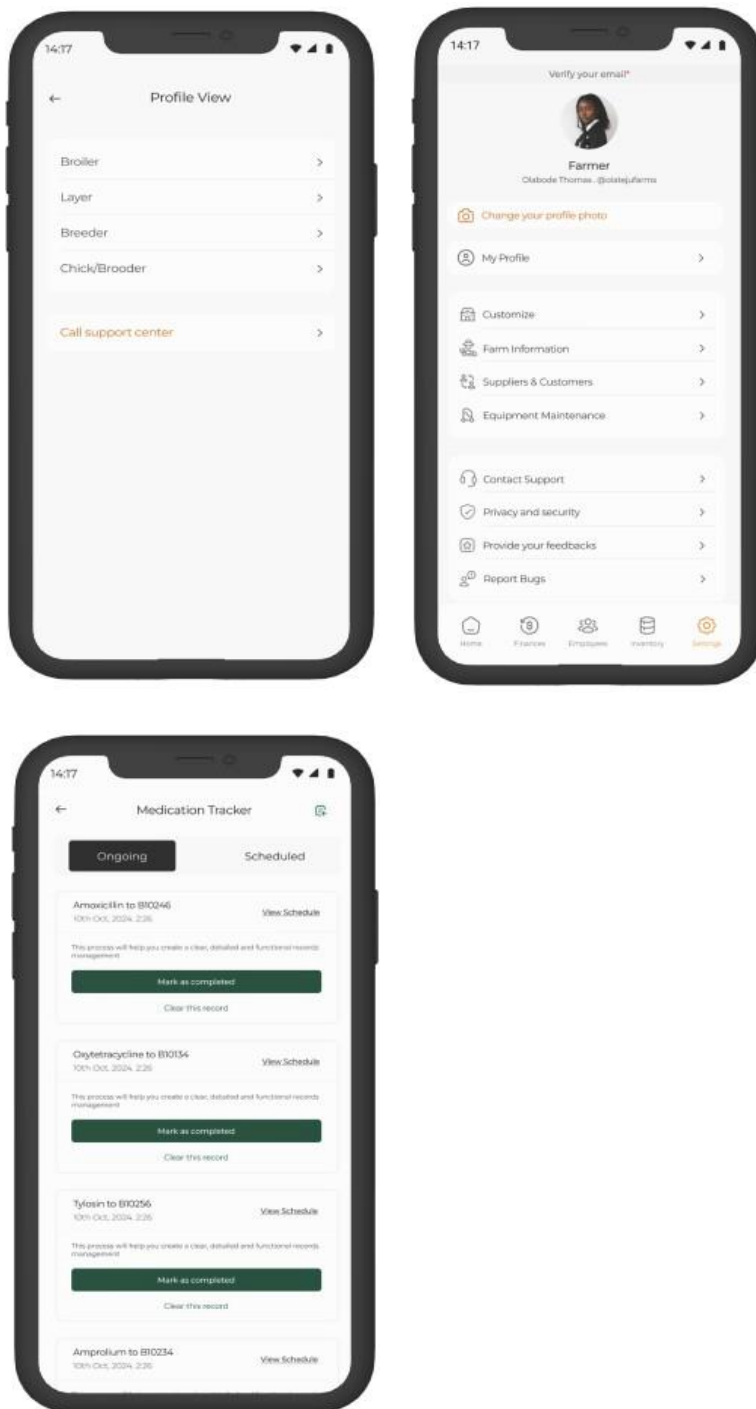 14:17
Profile View
Broiler
Layer
Breeder
Chick/Brooder
Call support center
14:17
Verify your email*
Farmer
Olabode Thomas.. @olatejufarms
Change your profile photo
My Profile
Customize
Farm Information
Suppliers & Customers
Equipment Maintenance
Contact Support
Privacy and security
Provide your feedbacks
Report Bugs
Home Finances Employees Inventory Settings
14:17
Medication Tracker
Ongoing Scheduled
Amoxicillin to B10246
View Schedule
10th Oct, 2024, 2:26
This process will help you create a clear, detailed and functional records
management
Mark as completed
Clear this record
Oxytetracycline to B10134
View Schedule
10th Oct, 2024, 2:26
This process will help you create a clear, detailed and functional records
management
Mark as completed
Clear this record
Tylosin to B10256
View Schedule
10th Oct, 2024, 2:26
This process will help you create a clear, detailed and functional records
management
Mark as completed
Clear this record
Amprolium to B10234
View Schedule
10th Oct, 2024, 2:26